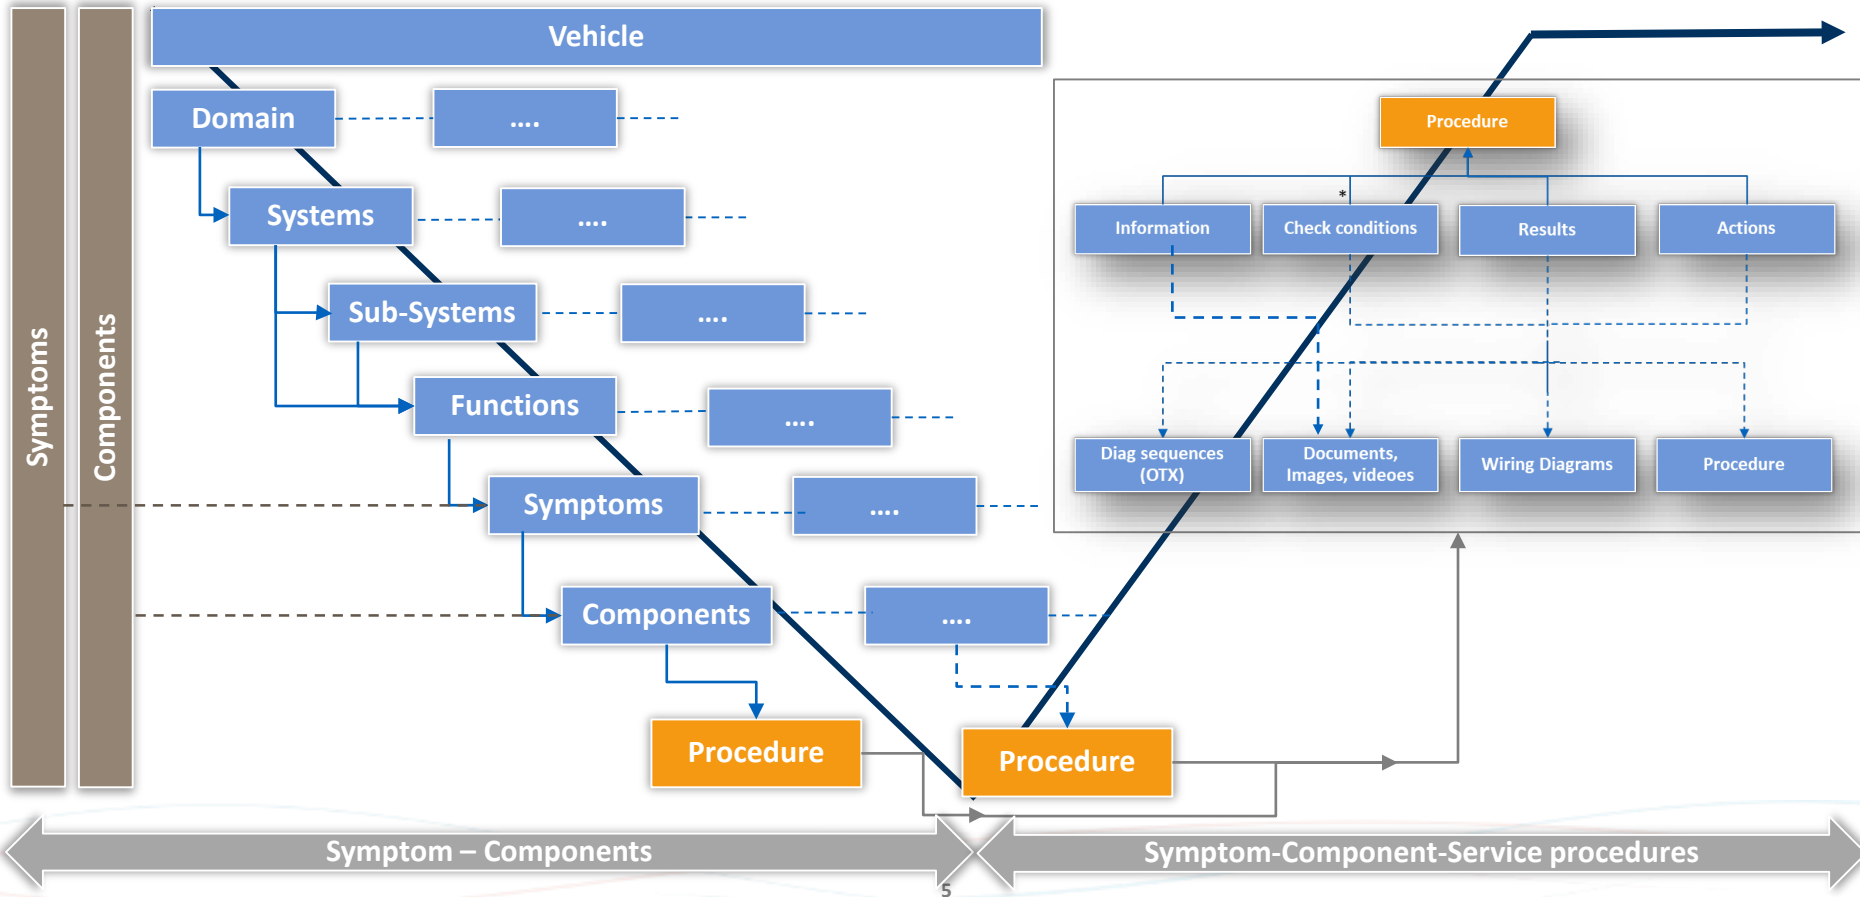 Vehicle
Domain
....
Systems
....
Sub-Systems
....
Functions
....
Symptoms
....
Components
....
Procedure
Procedure
Symptoms
Components
Procedure
*
Information
Check conditions
Results
Actions
Diag sequences
(OTX)
Documents,
Images, videoes
Wiring Diagrams
Procedure
Symptom – Components
Symptom-Component-Service procedures
5